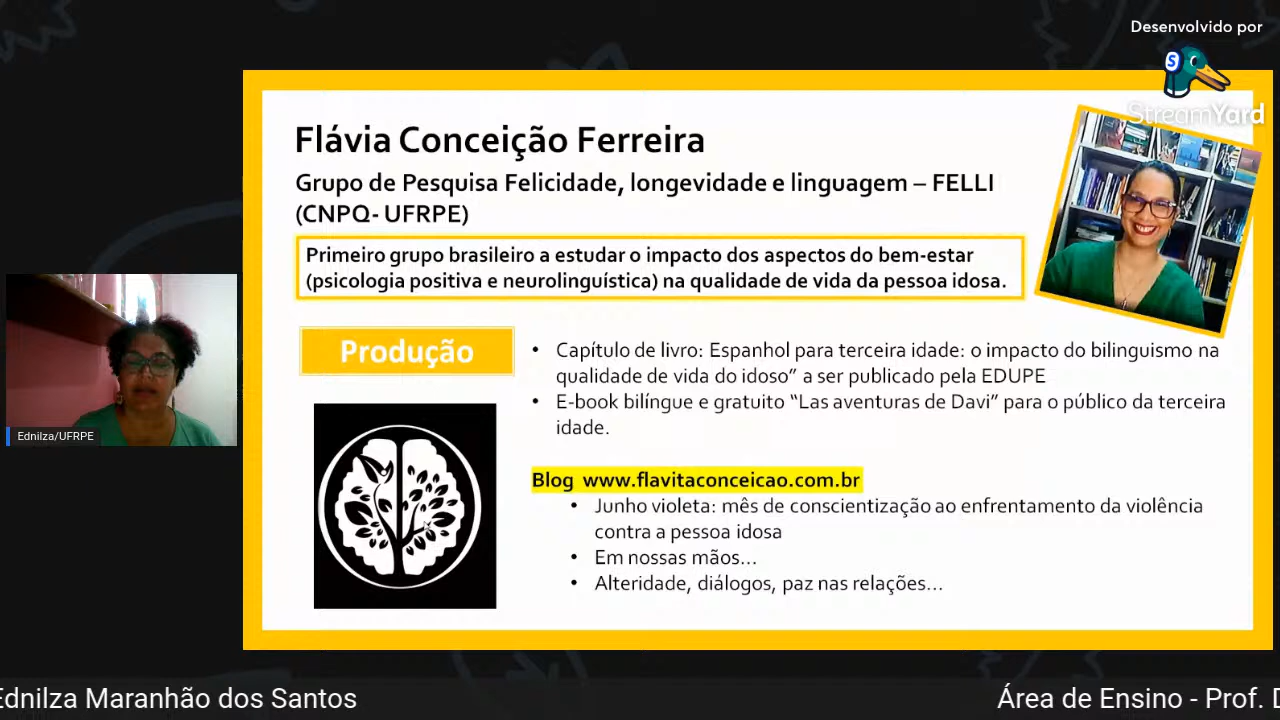 Desenvolvido por
S
StreamYard
Flávia Conceição Ferreira
Grupo de Pesquisa Felicidade, longevidade e linguagem – FELLI
(CNPQ- UFRPE)
Primeiro grupo brasileiro a estudar o impacto dos aspectos do bem-estar
(psicologia positiva e neurolinguística) na qualidade de vida da pessoa idosa.
Produção
• Capítulo de livro: Espanhol para terceira idade: o impacto do bilinguismo na
qualidade de vida do idoso” a ser publicado pela EDUPE
• E-book bilíngue e gratuito “Las aventuras de Davi” para o público da terceira
idade.
Blog www.flavitaconceicao.com.br
• Junho violeta: mês de conscientização ao enfrentamento da violência
contra a pessoa idosa
• Em nossas mãos...
• Alteridade, diálogos, paz nas relações...
Ednilza/UFRPE
Ednilza Maranhão dos Santos
Área de Ensino - Prof. D